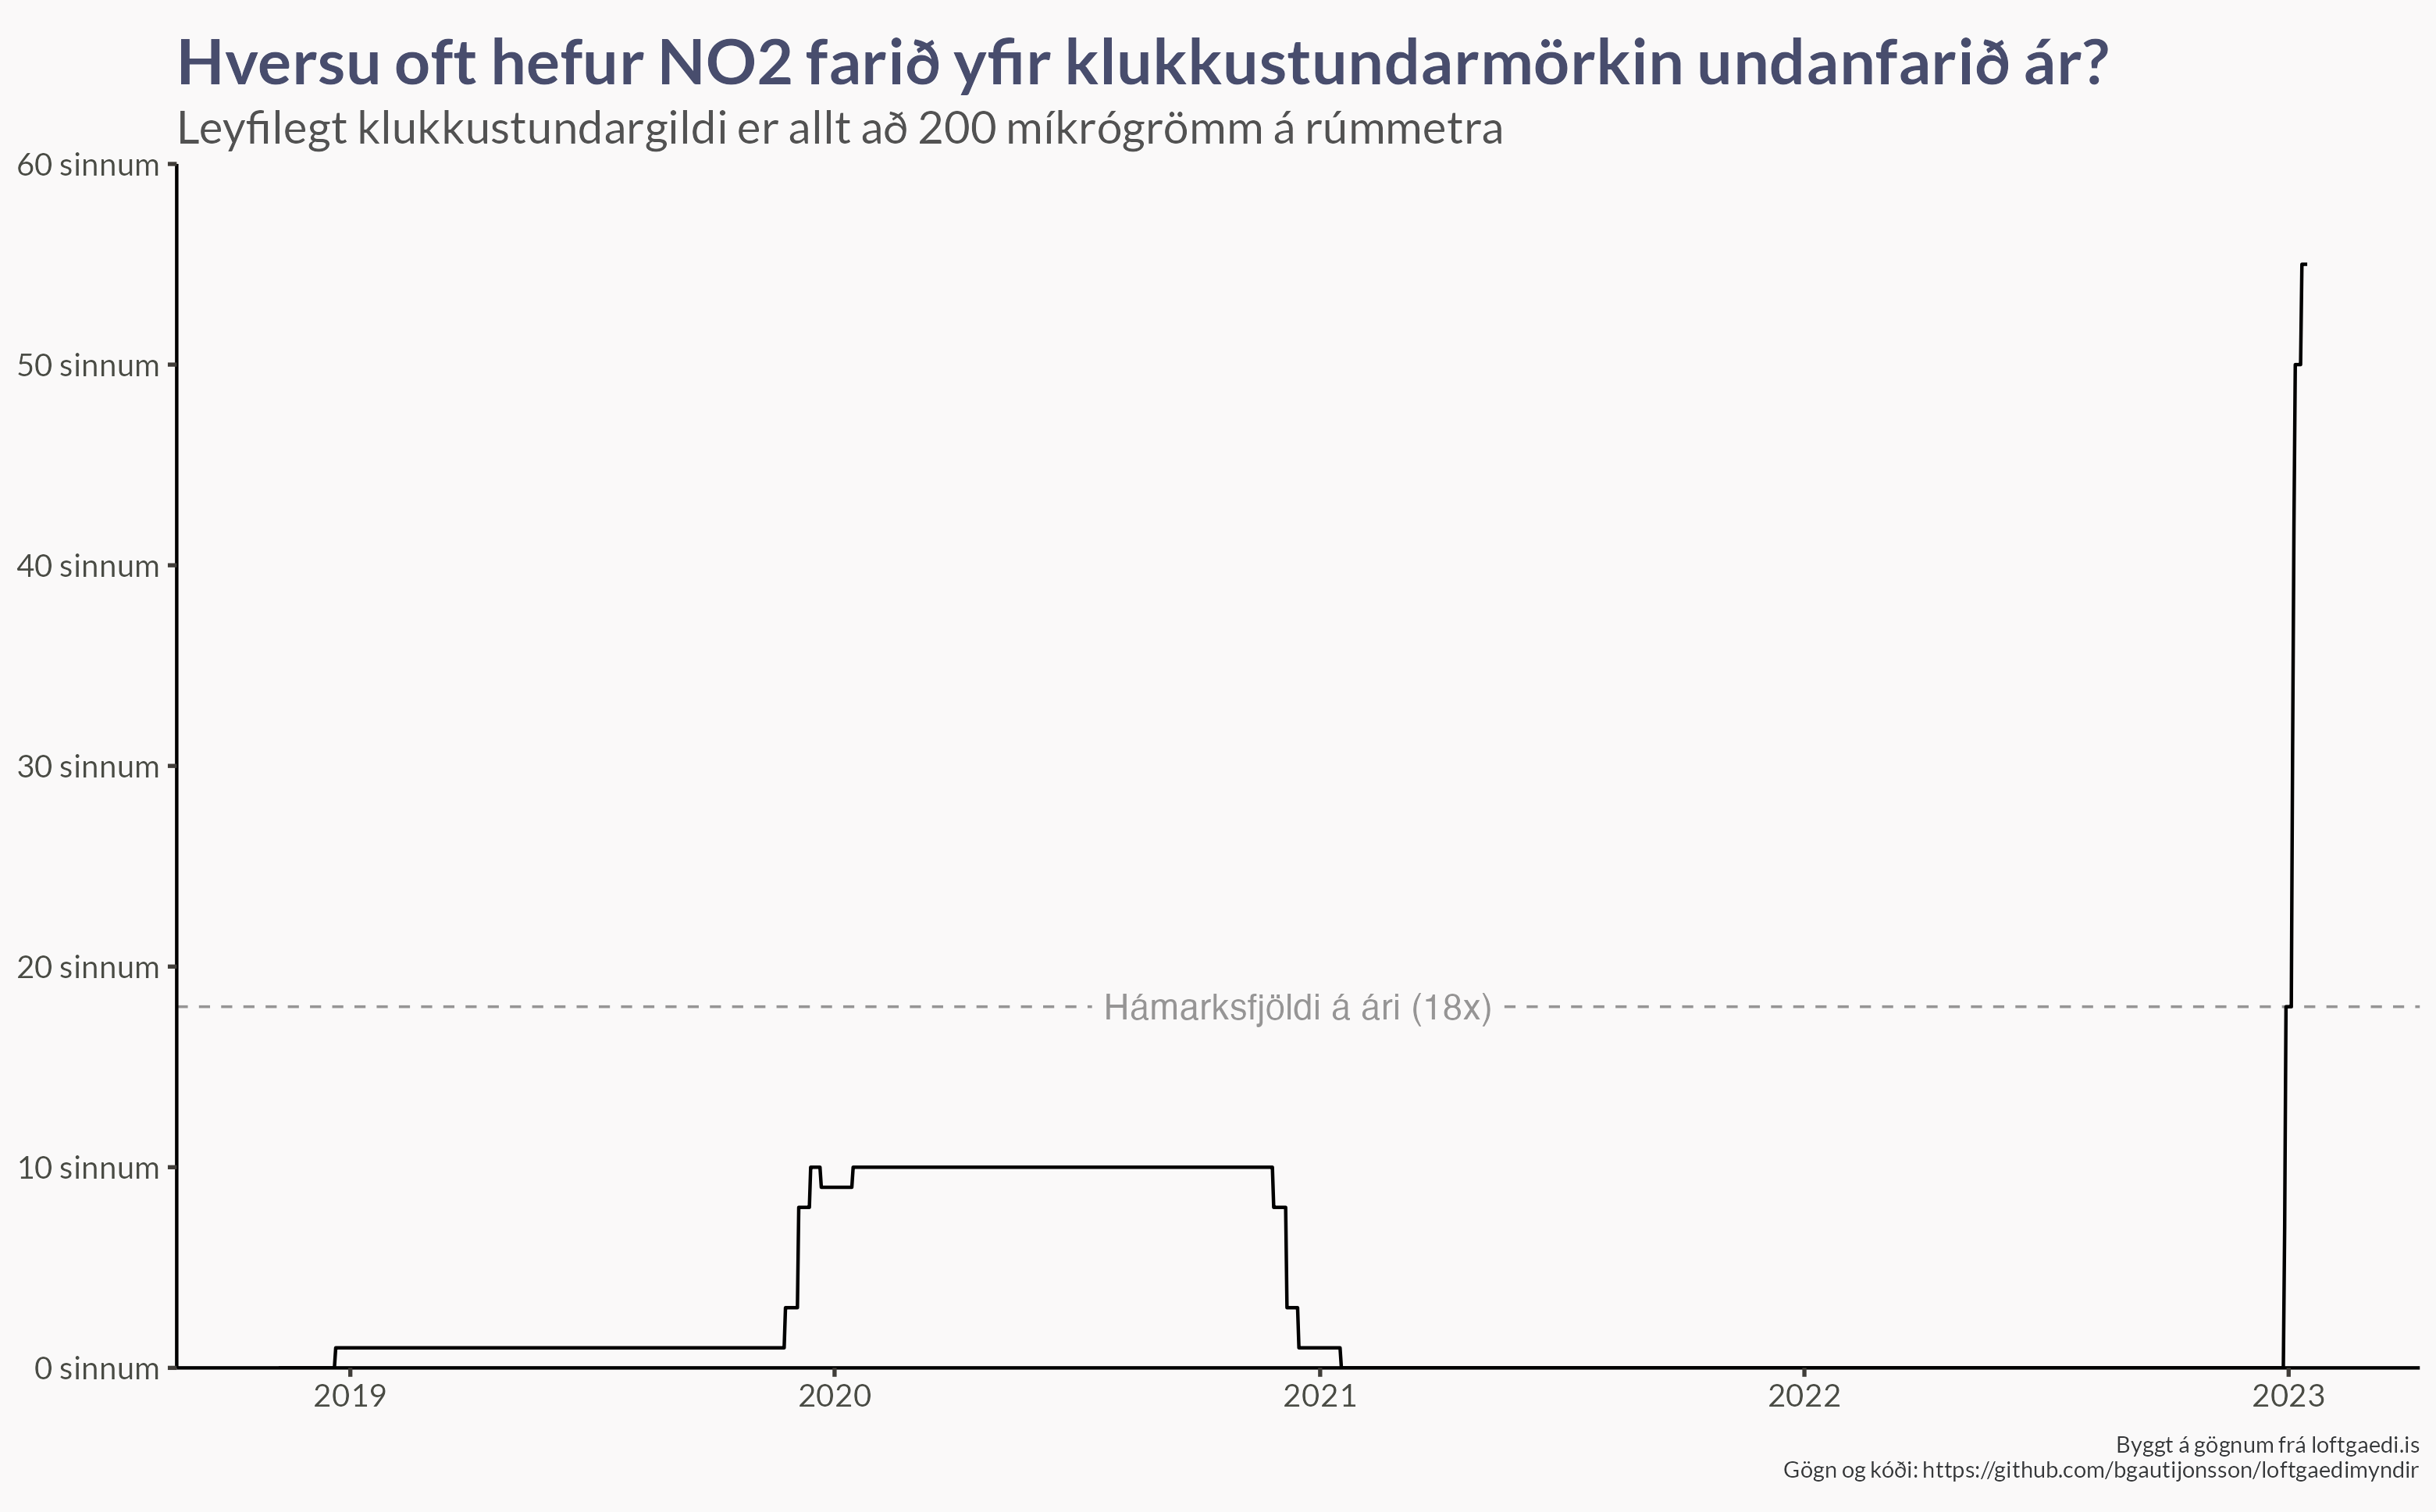 Hversu oft hefur NO2 farið yfir klukkustundarmörkin undanfarið ár?
Leyfilegt klukkustundargildi er allt að 200 míkrógrömm á rúmmetra
60 sinnum
50 sinnum
40 sinnum
30 sinnum
20 sinnum
Hámarksfjöldi á ári (18x)
10 sinnum
0 sinnum
2019 2020 2021 2022 2023
Byggt á gögnum frá loftgaedi.is
Gögn og kóði: https://github.com/bgautijonsson/loftgaedimyndir